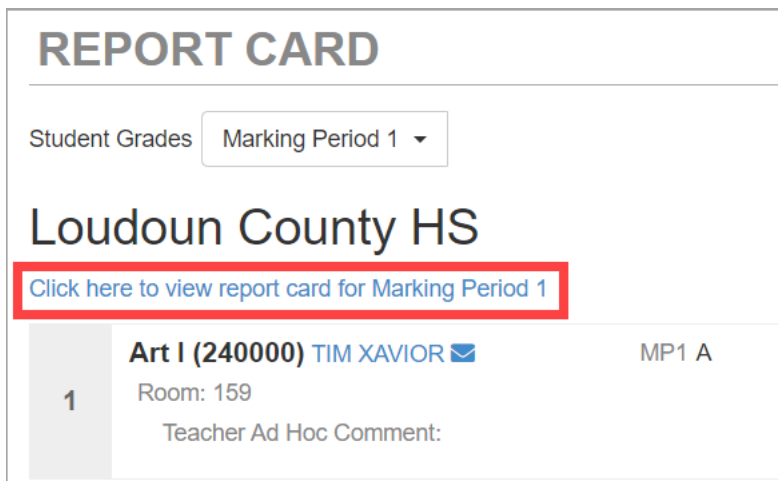 REPORT CARD
Student Grades Marking Period 1
Loudoun County HS
Click here to view report card for Marking Period 1
Art I (240000) TIM XAVIOR MP1 A
1
Room: 159
Teacher Ad Hoc Comment: